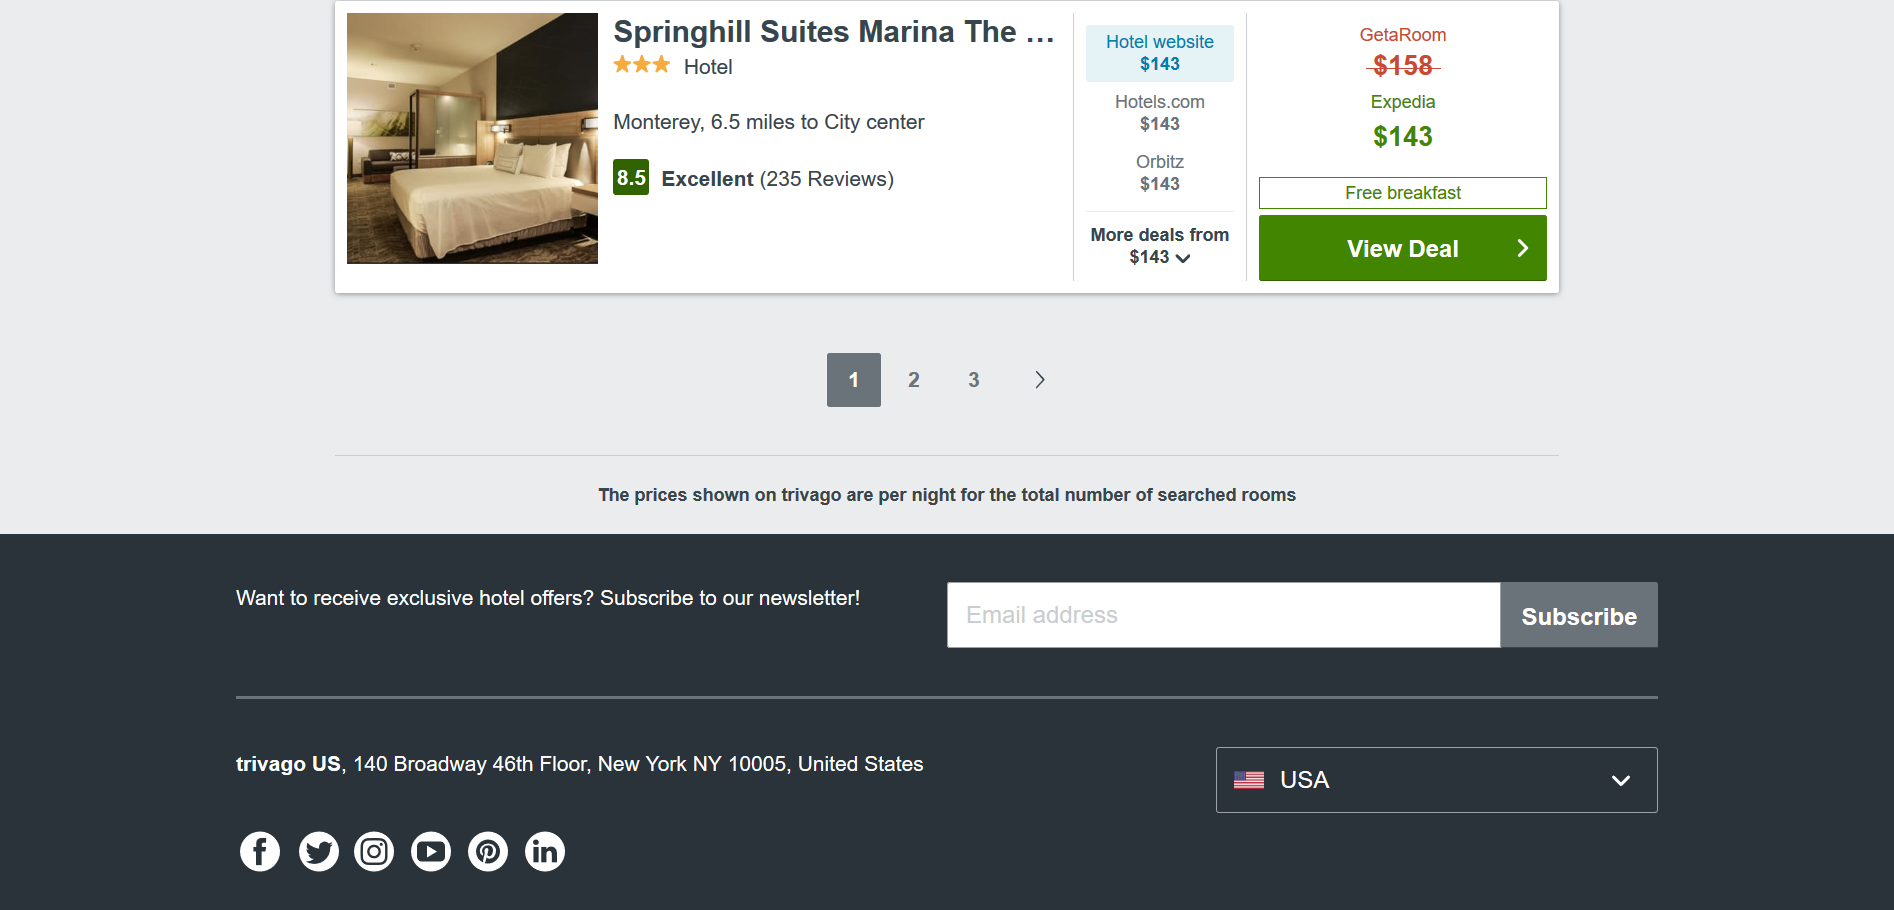 Springhill Suites Marina The ...
Hotel
Monterey, 6.5 miles to City center
8.5 Excellent (235 Reviews)
Hotel website
$143
Hotels.com
$143
Orbitz
$143
More deals from
$143
GetaRoom
$158
Expedia
$143
Free breakfast
View Deal
1 2 3
The prices shown on trivago are per night for the total number of searched rooms
Want to receive exclusive hotel offers? Subscribe to our newsletter!
Email address
Subscribe
trivago US, 140 Broadway 46th Floor, New York NY 10005, United States
USA